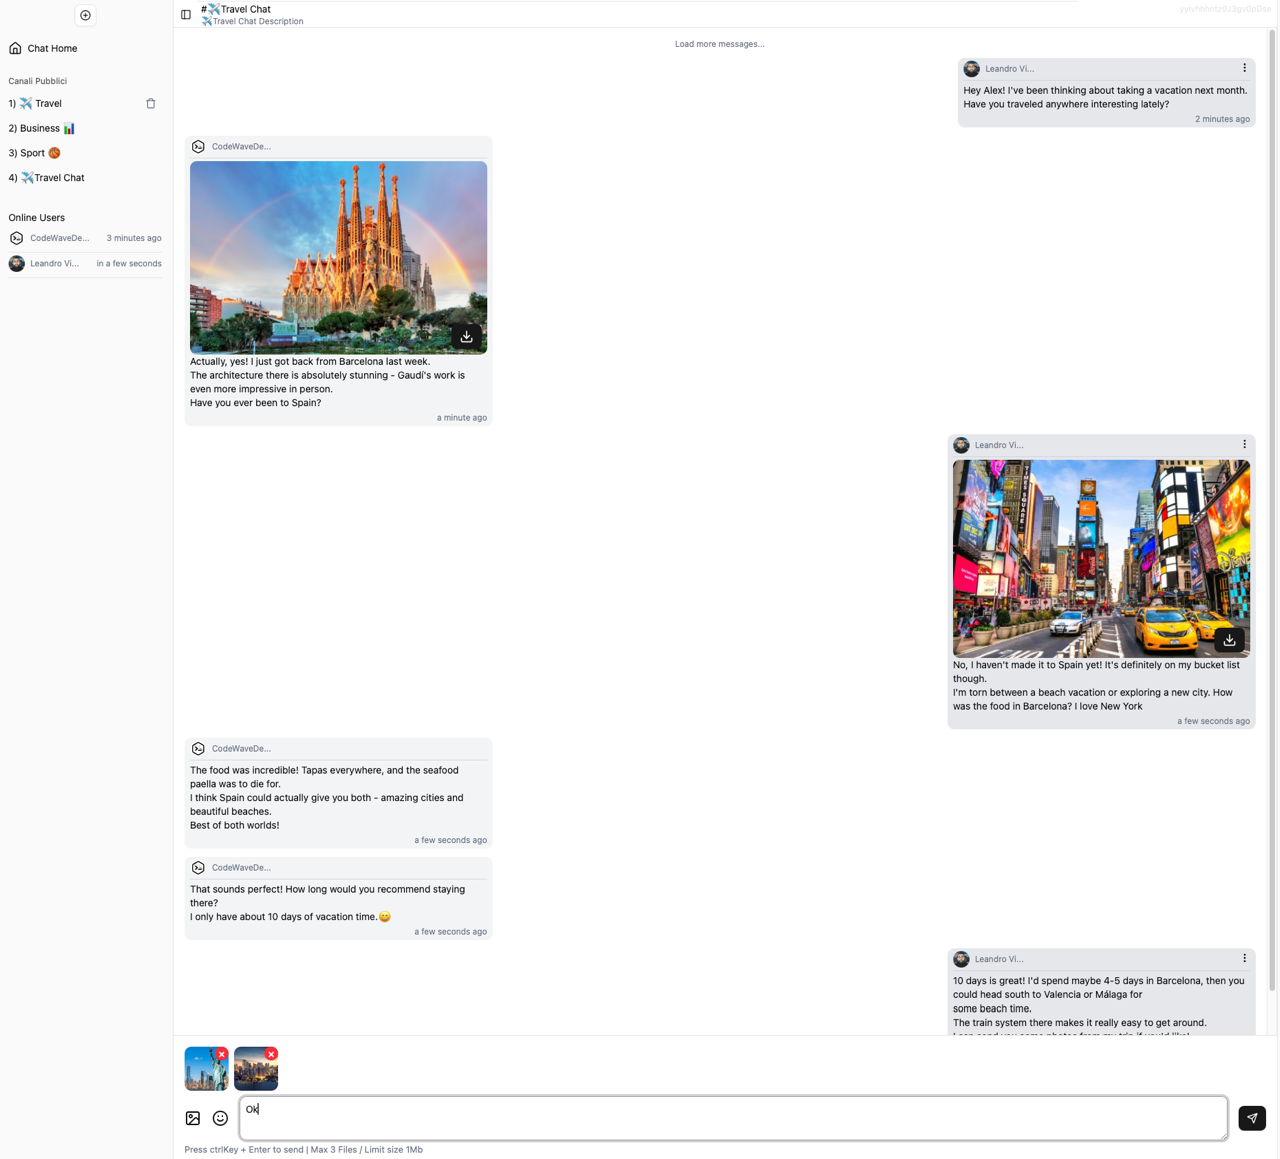 #✈️Travel Chat
✈️Travel Chat Description
Chat Home
Canali Pubblici
1) ✈️ Travel
2) Business 📊
3) Sport 🏀
4) ✈️Travel Chat
Online Users
CodeWaveDe... 3 minutes ago
Leandro Vi... in a few seconds
Load more messages...
Leandro Vi...
Hey Alex! I've been thinking about taking a vacation next month.
Have you traveled anywhere interesting lately?
2 minutes ago
CodeWaveDe...
Actually, yes! I just got back from Barcelona last week.
The architecture there is absolutely stunning - Gaudí's work is
even more impressive in person.
Have you ever been to Spain?
a minute ago
Leandro Vi...
TIMES SQUARE
No, I haven't made it to Spain yet! It's definitely on my bucket list
though.
I'm torn between a beach vacation or exploring a new city. How
was the food in Barcelona? I love New York
a few seconds ago
CodeWaveDe...
The food was incredible! Tapas everywhere, and the seafood
paella was to die for.
I think Spain could actually give you both - amazing cities and
beautiful beaches.
Best of both worlds!
a few seconds ago
CodeWaveDe...
That sounds perfect! How long would you recommend staying
there?
I only have about 10 days of vacation time.😄
a few seconds ago
Leandro Vi...
10 days is great! I'd spend maybe 4-5 days in Barcelona, then you
could head south to Valencia or Málaga for
some beach time.
The train system there makes it really easy to get around.
Ok
Press ctrlKey + Enter to send | Max 3 Files / Limit size 1Mb